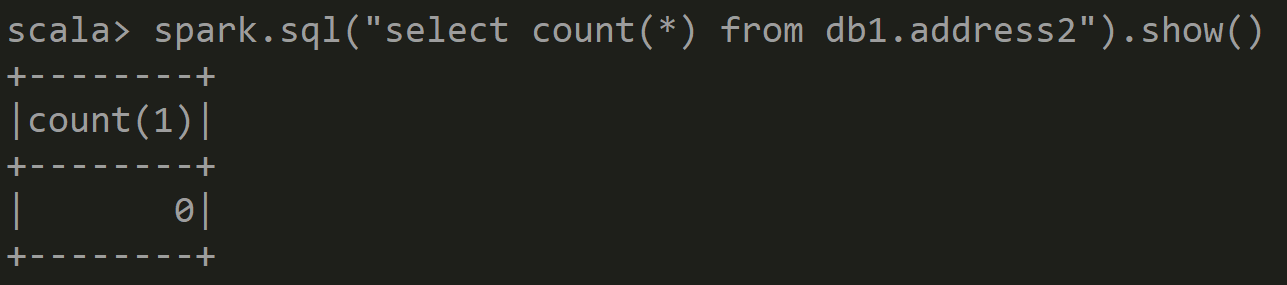 scala> spark.sql("select count(*) from db1.address2").show()
+--------+
|count(1)|
+--------+
|       0|
+--------+